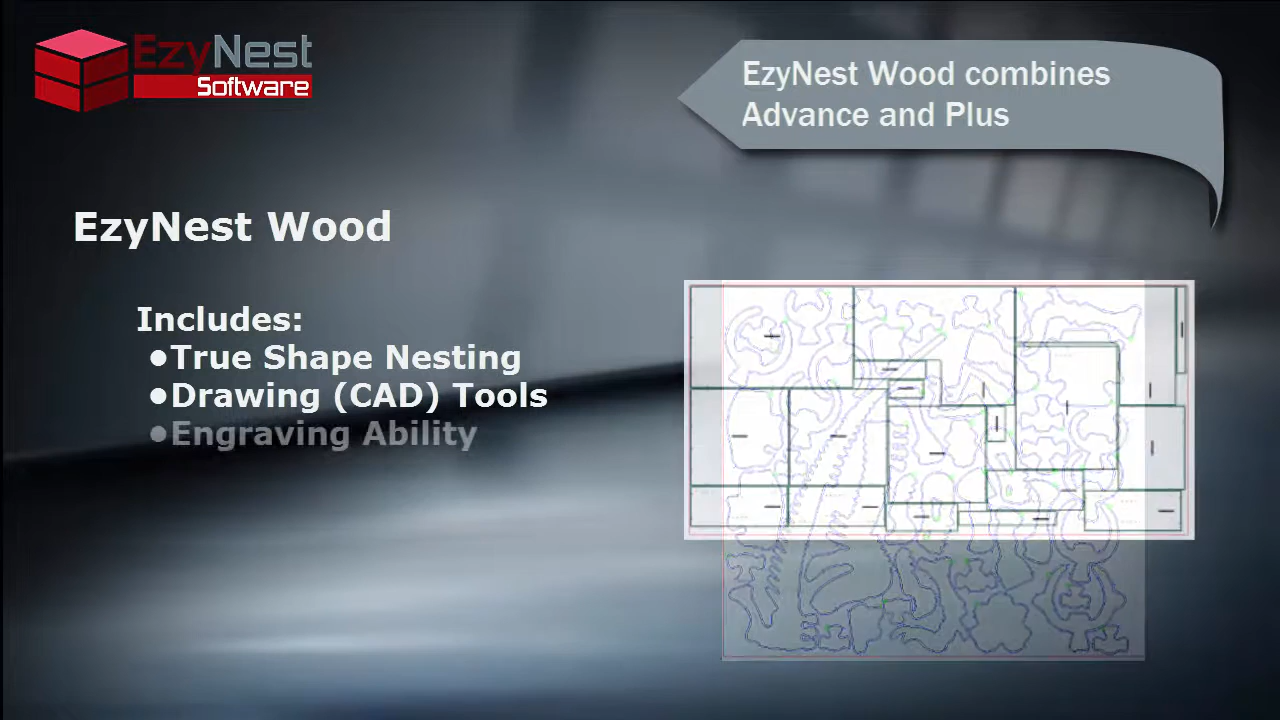 EzyNest
Software
EzyNest Wood combines
Advance and Plus
EzyNest Wood
Includes:
•True Shape Nesting
•Drawing (CAD) Tools
•Engraving Ability